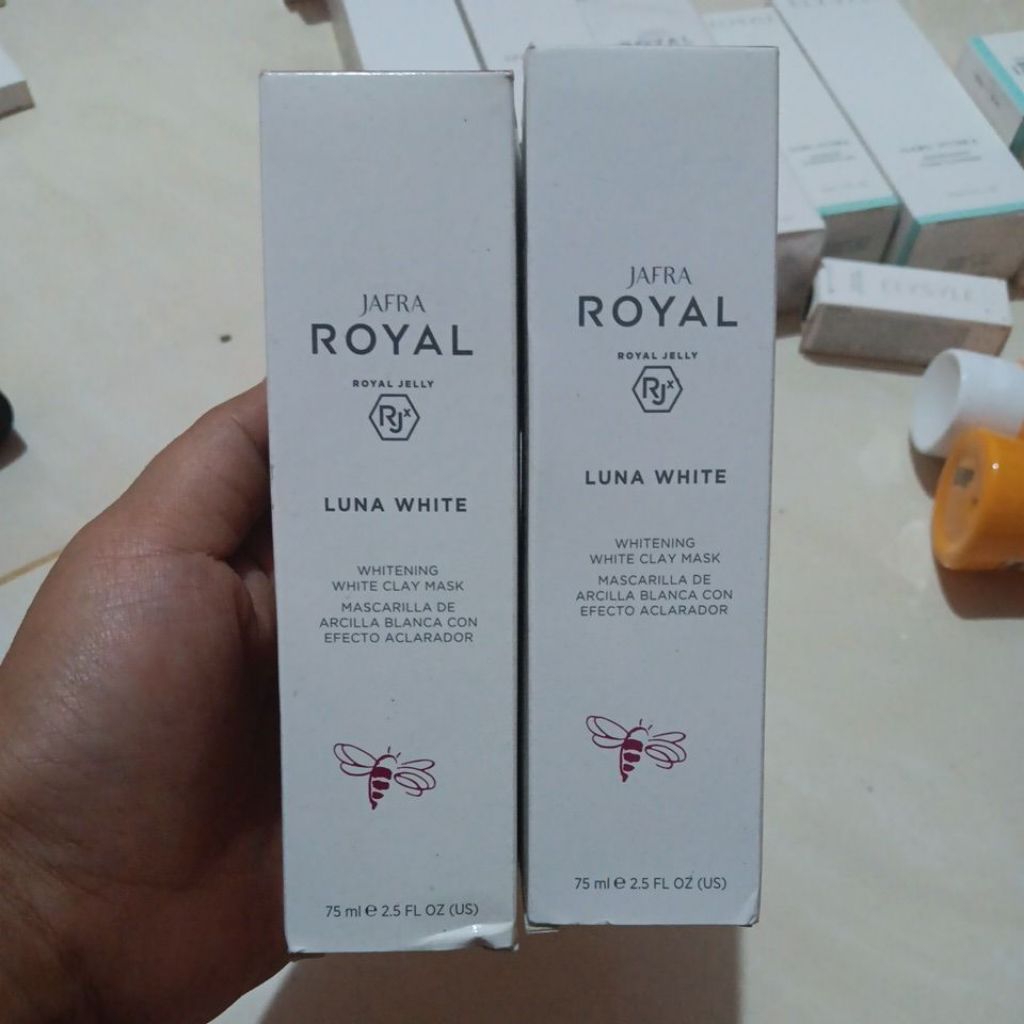 JAFRA
ROYAL
ROYAL JELLY
RJx
LUNA WHITE
WHITENING
WHITE CLAY MASK
MASCARILLA DE
ARCILLA BLANCA CON
EFECTO ACLARADOR
75 ml ℮ 2.5 FL OZ (US)
JAFRA
ROYAL
ROYAL JELLY
RJx
LUNA WHITE
WHITENING
WHITE CLAY MASK
MASCARILLA DE
ARCILLA BLANCA CON
EFECTO ACLARADOR
75 ml ℮ 2.5 FL OZ (US)
ROYAL